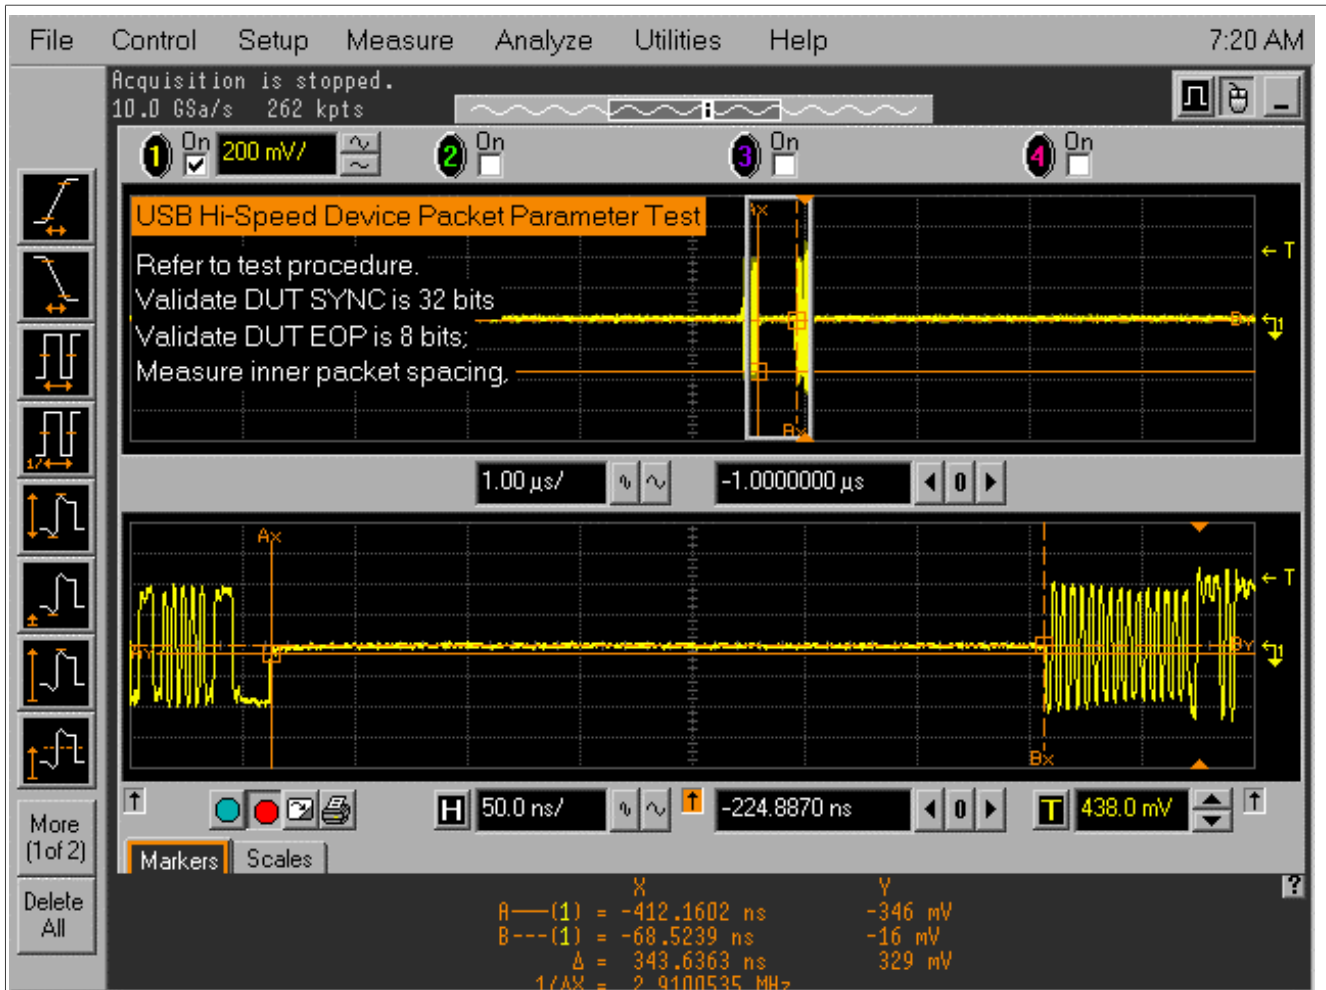 File Control Setup Measure Analyze Utilities Help 7:20 AM
Acquisition is stopped.
10.0 GSa/s 262 kpts
1 On 200 mV/ 2 On 3 On 4 On
USB Hi-Speed Device Packet Parameter Test
Refer to test procedure.
Validate DUT SYNC is 32 bits
Validate DUT EOP is 8 bits;
Measure inner packet spacing,
Ax
T
Bx
1
Bx
1/
1.00 µs/ -1.0000000 µs 0
Ax
T
AY
BY
1
Bx
H 50.0 ns/ -224.8870 ns 0 T 438.0 mV
More
(1of 2)
Delete
All
Markers Scales
?
X Y
A——(1) = -412.1602 ns -346 mV
B---(1) = -68.5239 ns -16 mV
Δ = 343.6363 ns 329 mV
1/ΔX = 2.9100535 MHz